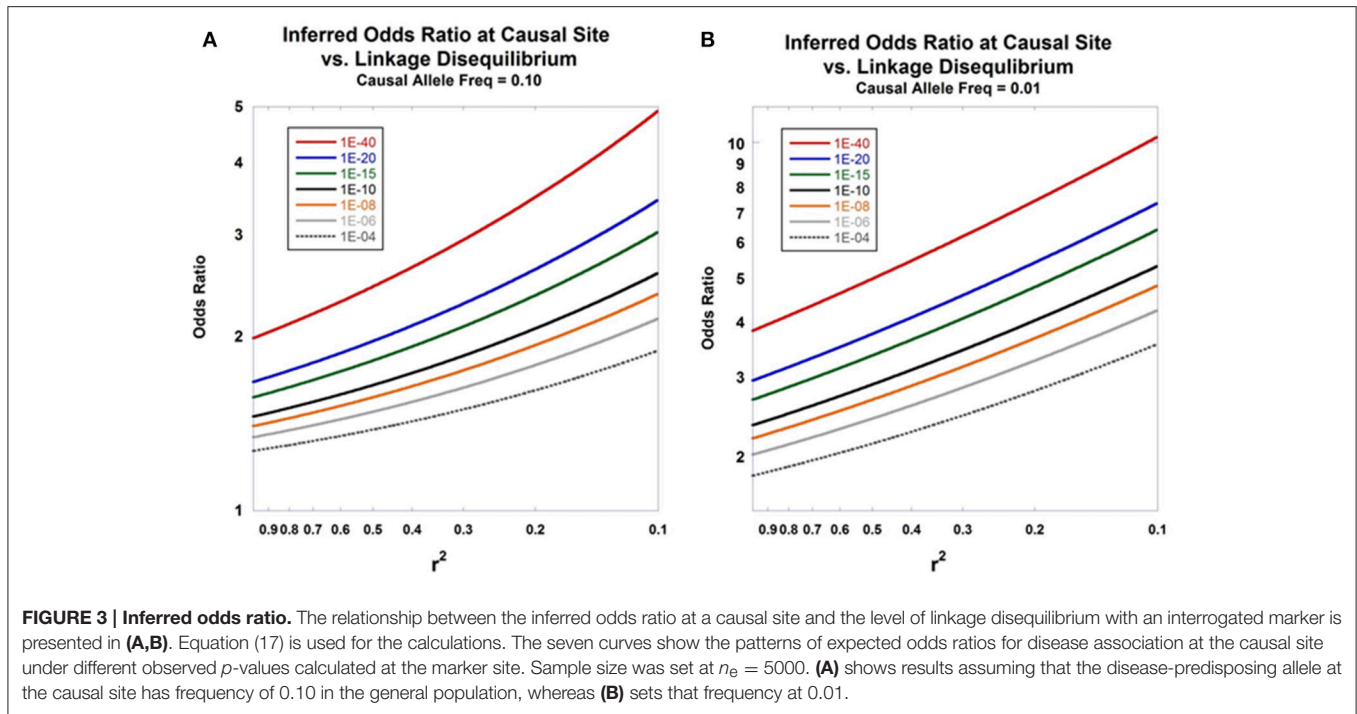 A
Inferred Odds Ratio at Causal Site
vs. Linkage Disequilibrium
Causal Allele Freq = 0.10
5
4
3
2
1
Odds Ratio
1E-40
1E-20
1E-15
1E-10
1E-08
1E-06
1E-04
0.9 0.8 0.7 0.6 0.5 0.4 0.3 0.2 0.1
r²
B
Inferred Odds Ratio at Causal Site
vs. Linkage Disequlibrium
Causal Allele Freq = 0.01
10
9
8
7
6
5
4
3
2
Odds Ratio
1E-40
1E-20
1E-15
1E-10
1E-08
1E-06
1E-04
0.9 0.8 0.7 0.6 0.5 0.4 0.3 0.2 0.1
r²
FIGURE 3 | Inferred odds ratio. The relationship between the inferred odds ratio at a causal site and the level of linkage disequilibrium with an interrogated marker is
presented in (A,B). Equation (17) is used for the calculations. The seven curves show the patterns of expected odds ratios for disease association at the causal site
under different observed p-values calculated at the marker site. Sample size was set at nₑ = 5000. (A) shows results assuming that the disease-predisposing allele at
the causal site has frequency of 0.10 in the general population, whereas (B) sets that frequency at 0.01.